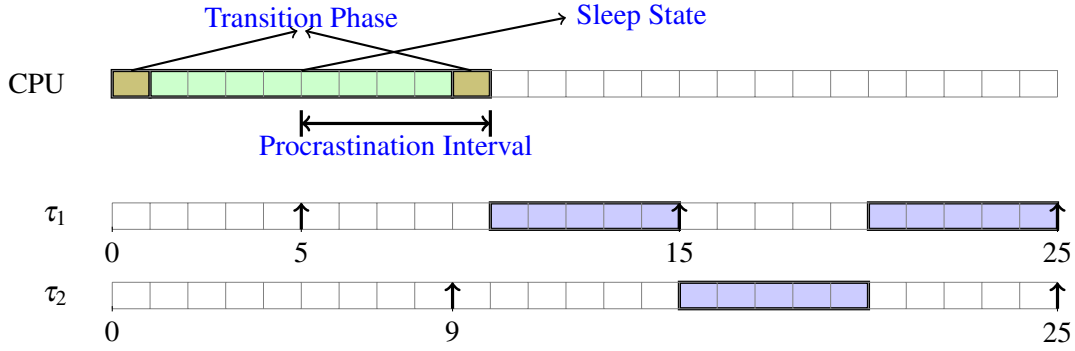 Transition Phase Sleep State
CPU
Procrastination Interval
τ1
0 5 15 25
τ2
0 9 25